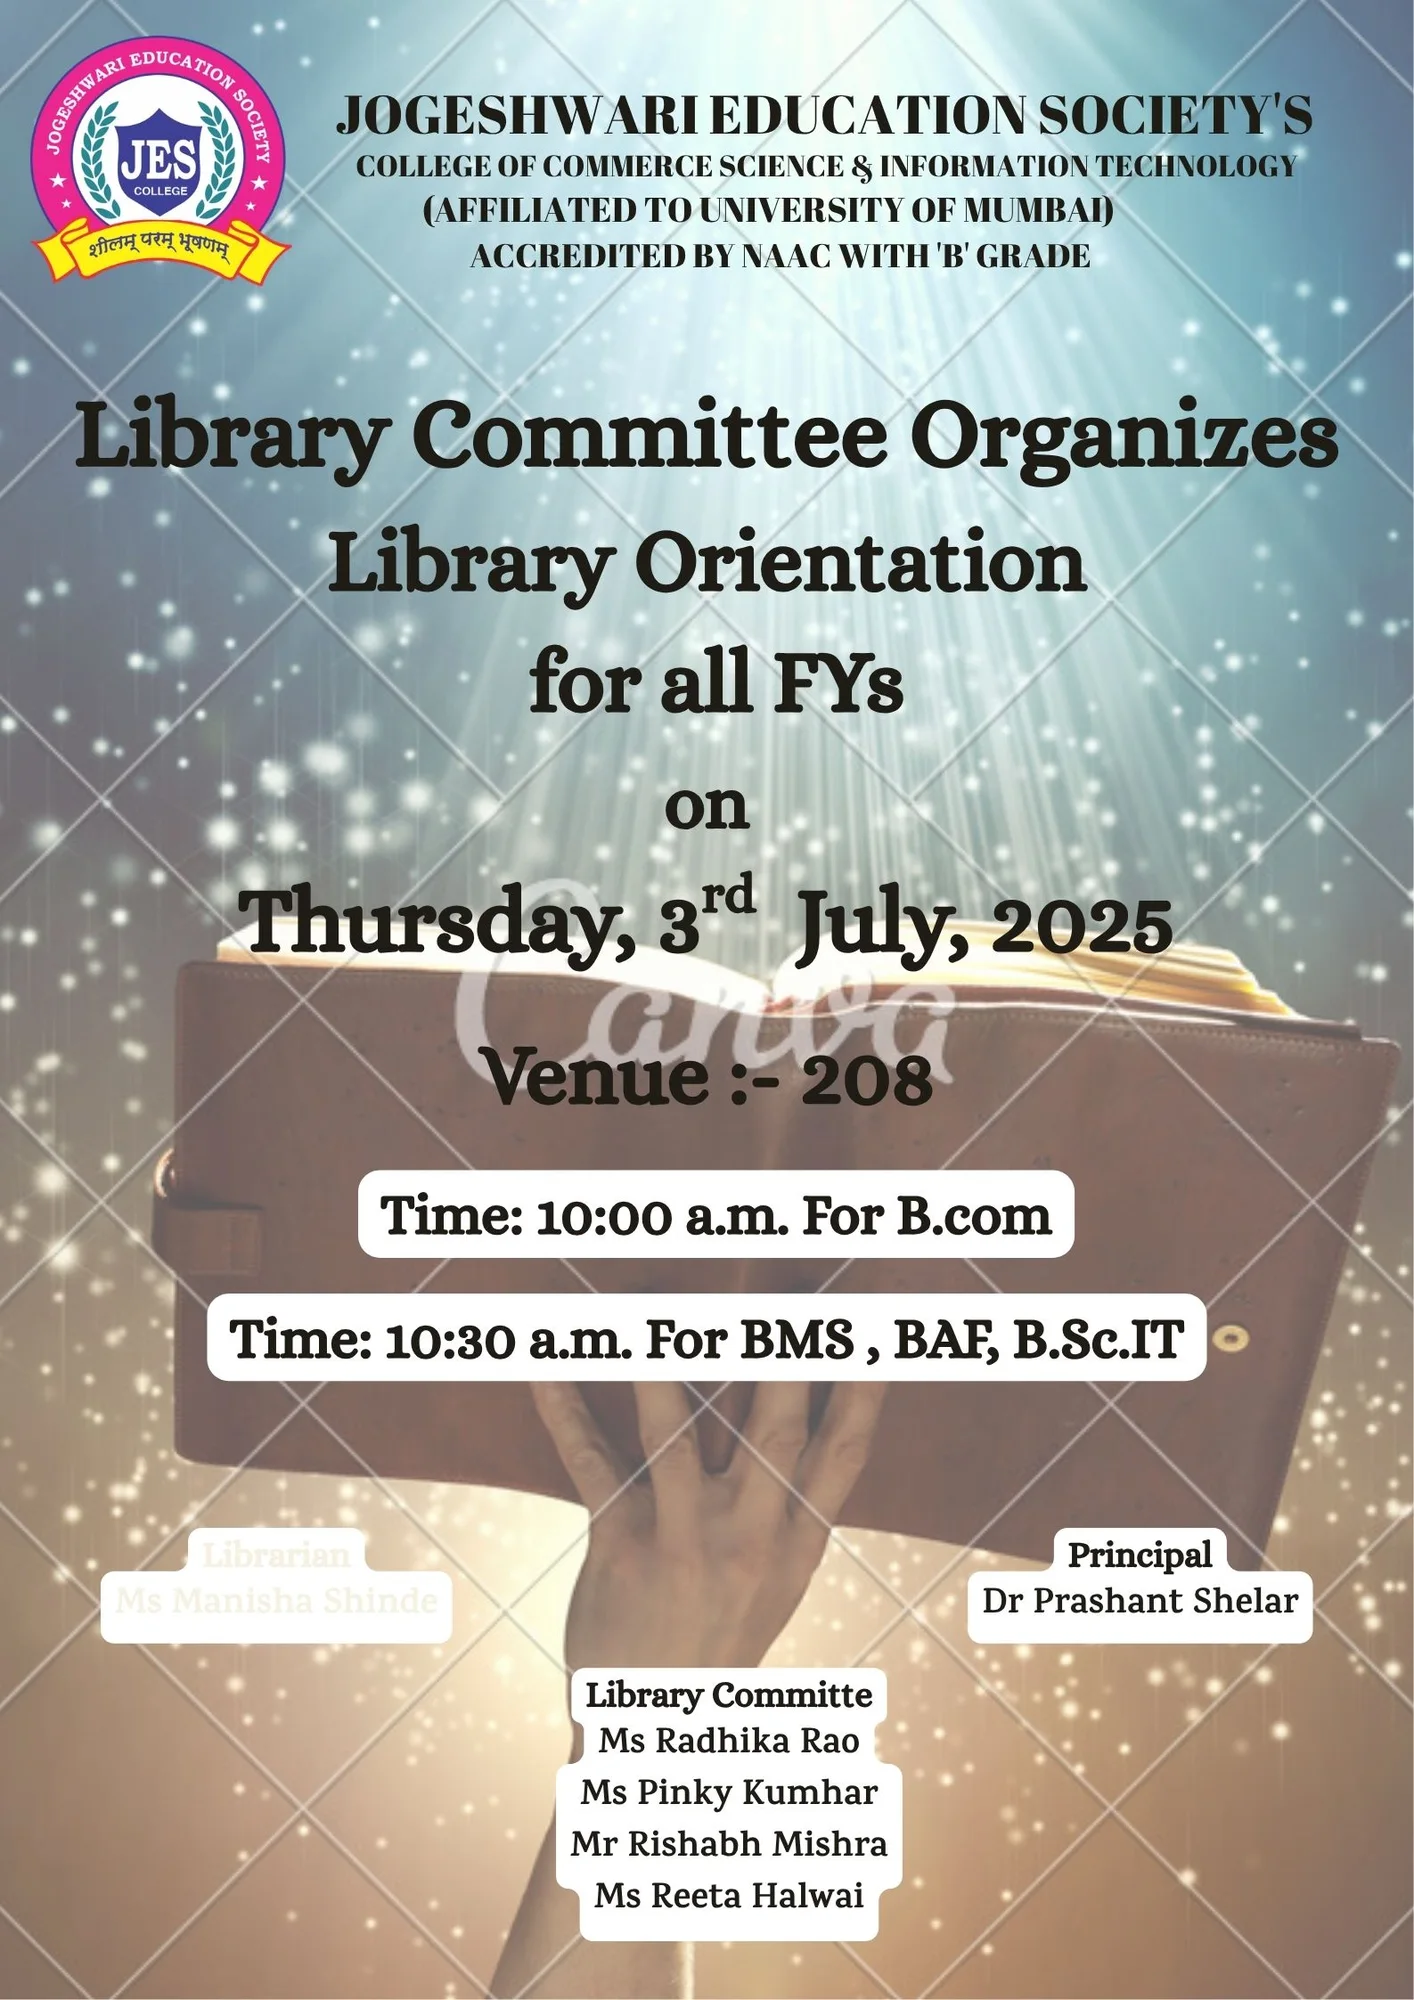 JOGESHWARI EDUCATION SOCIETY
JES
COLLEGE
शीलम् परम् भूषणम्
JOGESHWARI EDUCATION SOCIETY'S
COLLEGE OF COMMERCE SCIENCE & INFORMATION TECHNOLOGY
(AFFILIATED TO UNIVERSITY OF MUMBAI)
ACCREDITED BY NAAC WITH 'B' GRADE
Library Committee Organizes
Library Orientation
for all FYs
on
Thursday, 3rd July, 2025
Canva
Venue :- 208
Time: 10:00 a.m. For B.com
Time: 10:30 a.m. For BMS , BAF, B.Sc.IT
Librarian
Ms Manisha Shinde
Principal
Dr Prashant Shelar
Library Committe
Ms Radhika Rao
Ms Pinky Kumhar
Mr Rishabh Mishra
Ms Reeta Halwai